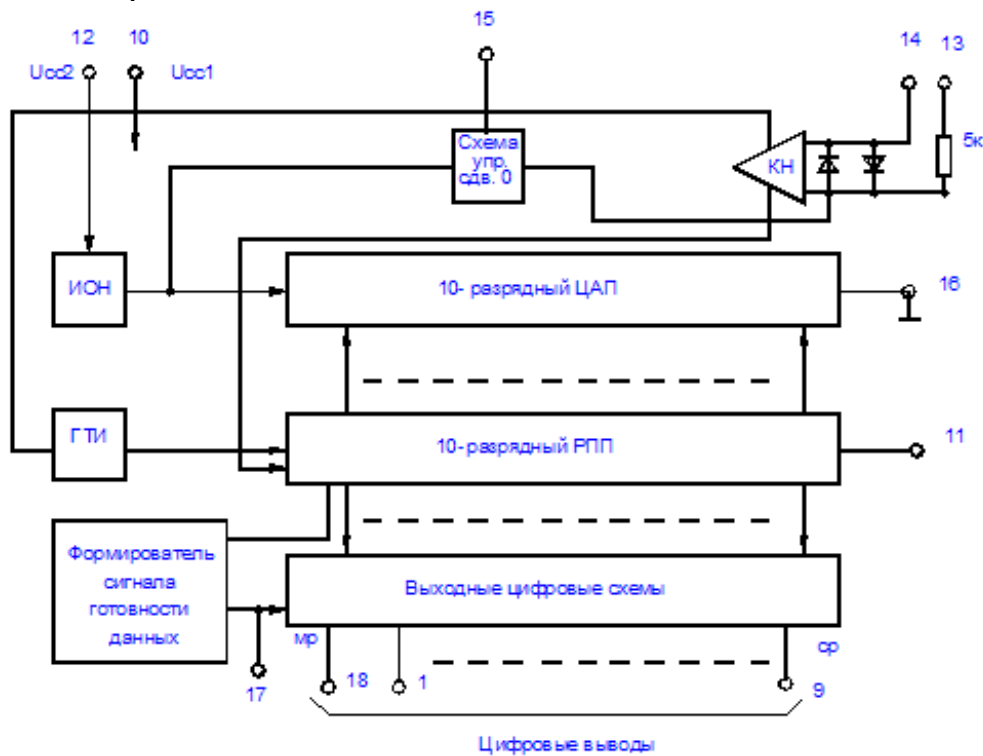 15
12 10
14 13
Ucc2 Ucc1
Схема
упр.
сдв. 0
КН
5к
ИОН
10- разрядный ЦАП
16
ГТИ
10- разрядный РПП
11
Формирователь
сигнала
готовности
данных
Выходные цифровые схемы
мр
ср
17
18
1
9
Цифровые выводы